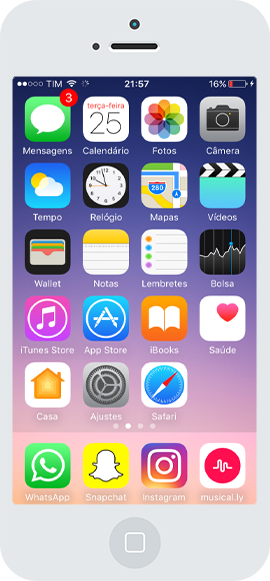 TIM 21:57 16%
3
terça-feira
25
280
Mensagens Calendário Fotos Câmera
Tempo Relógio Mapas Vídeos
Wallet Notas Lembretes Bolsa
iTunes Store App Store iBooks Saúde
Casa Ajustes Safari
WhatsApp Snapchat Instagram musical.ly